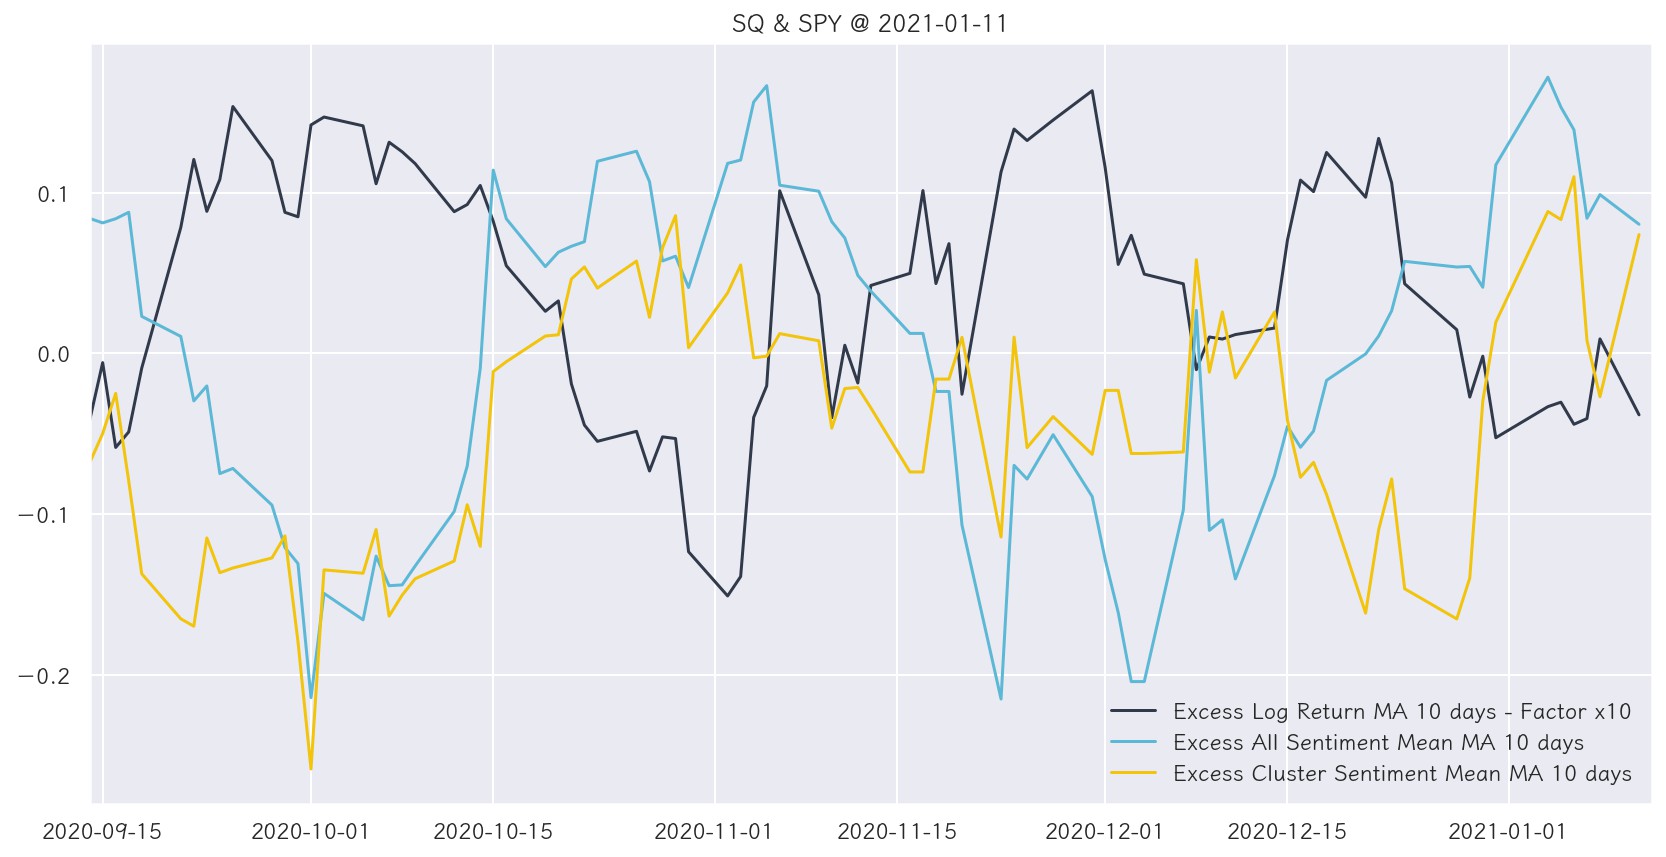 SQ & SPY @ 2021-01-11
0.1
0.0
−0.1
−0.2
Excess Log Return MA 10 days - Factor x10
Excess All Sentiment Mean MA 10 days
Excess Cluster Sentiment Mean MA 10 days
2020-09-15 2020-10-01 2020-10-15 2020-11-01 2020-11-15 2020-12-01 2020-12-15 2021-01-01